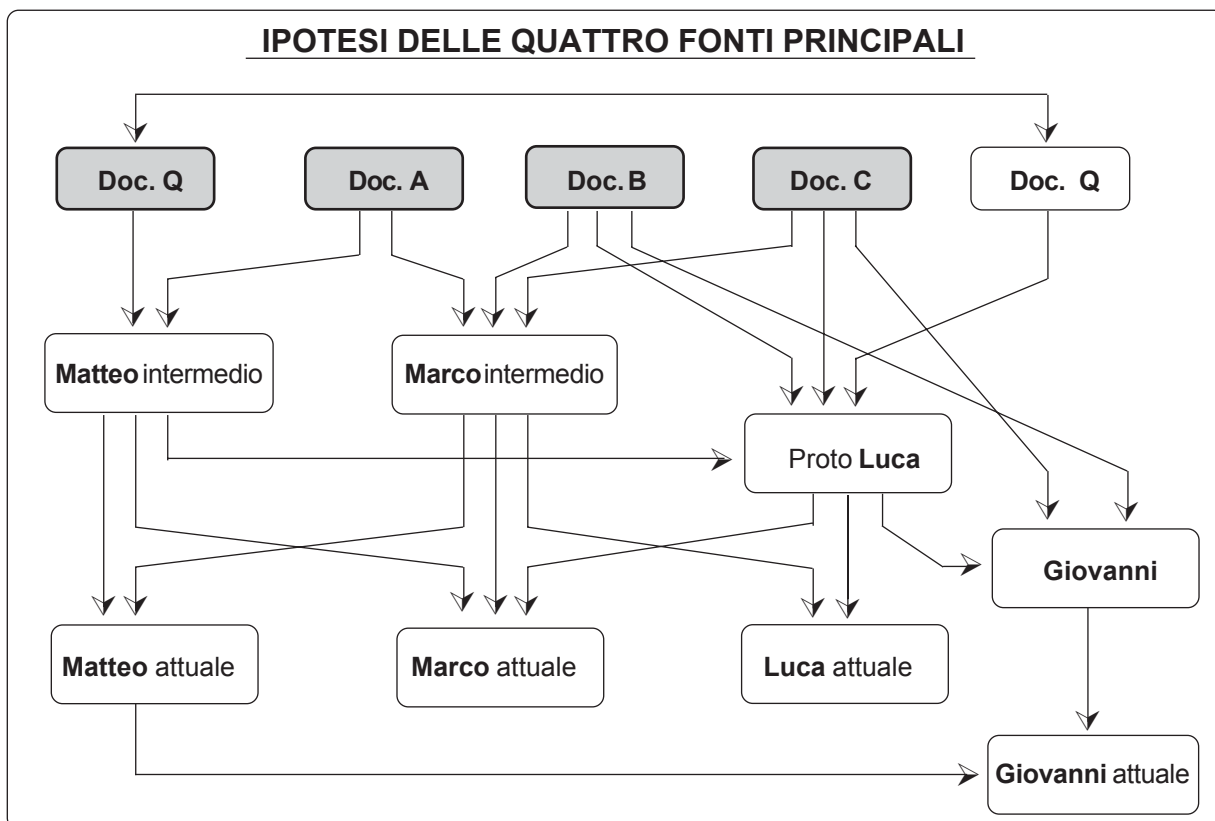 IPOTESI DELLE QUATTRO FONTI PRINCIPALI
Doc. Q
Doc. A
Doc. B
Doc. C
Doc. Q
Matteo intermedio
Marco intermedio
Proto Luca
Giovanni
Matteo attuale
Marco attuale
Luca attuale
Giovanni attuale